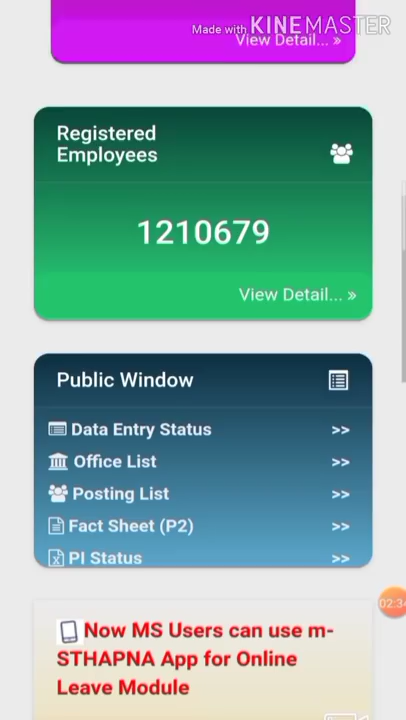 Made with KINEMASTER
View Detail... »
Registered
Employees
1210679
View Detail... »
Public Window
Data Entry Status >>
Office List >>
Posting List >>
Fact Sheet (P2) >>
PI Status >>
02:34
Now MS Users can use m-
STHAPNA App for Online
Leave Module